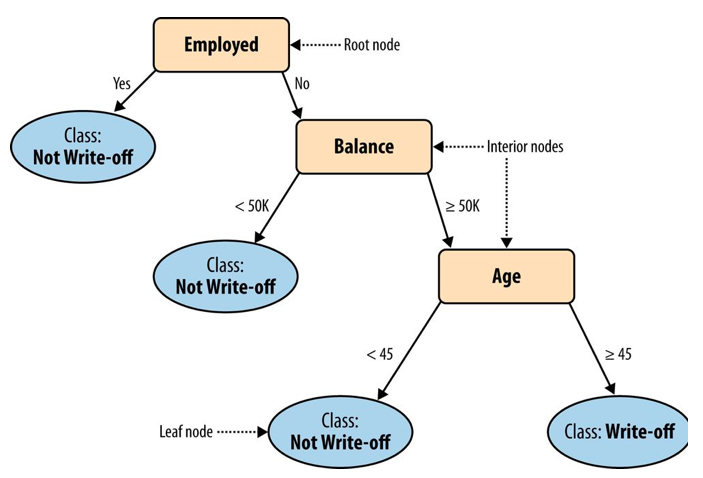 Employed
Root node
Yes
No
Class:
Not Write-off
Balance
Interior nodes
< 50K
≥ 50K
Class:
Not Write-off
Age
< 45
≥ 45
Leaf node
Class:
Not Write-off
Class: Write-off